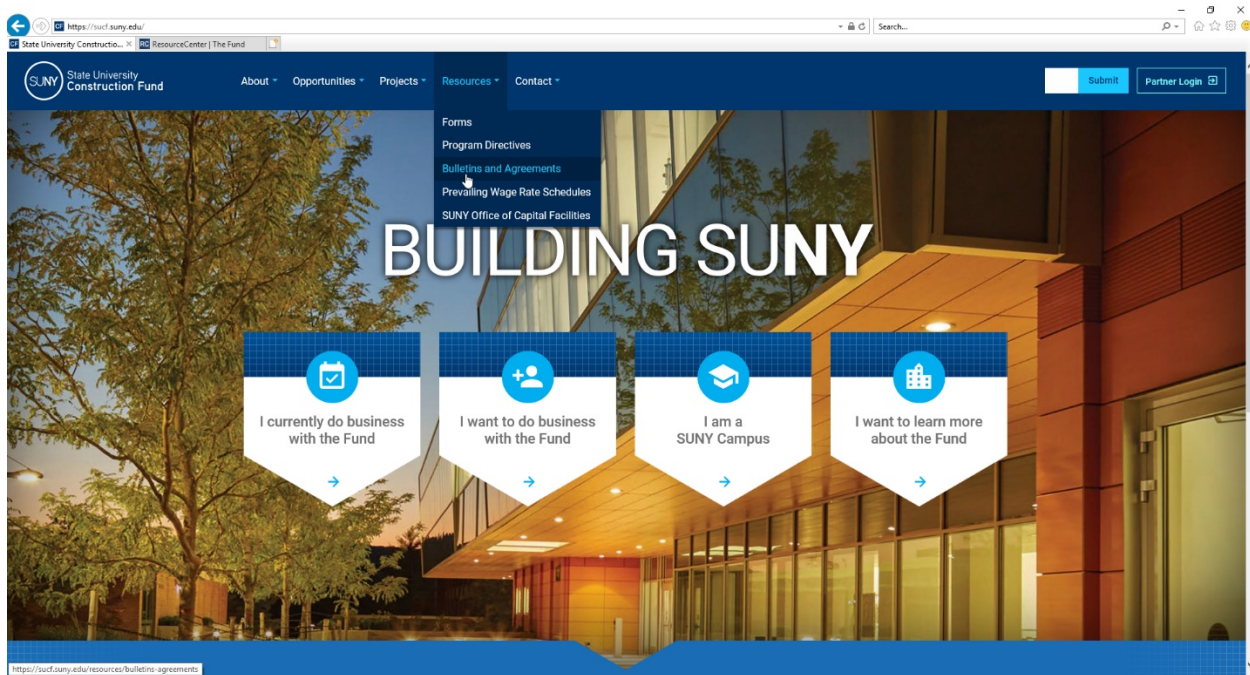 https://sucf.suny.edu/
Search...
CF State University Constructio...
RC ResourceCenter | The Fund
SUNY State University
Construction Fund
About
Opportunities
Projects
Resources
Contact
Submit
Partner Login
Forms
Program Directives
Bulletins and Agreements
Prevailing Wage Rate Schedules
SUNY Office of Capital Facilities
BUILDING SUNY
I currently do business
with the Fund
I want to do business
with the Fund
I am a
SUNY Campus
I want to learn more
about the Fund
https://sucf.suny.edu/resources/bulletins-agreements